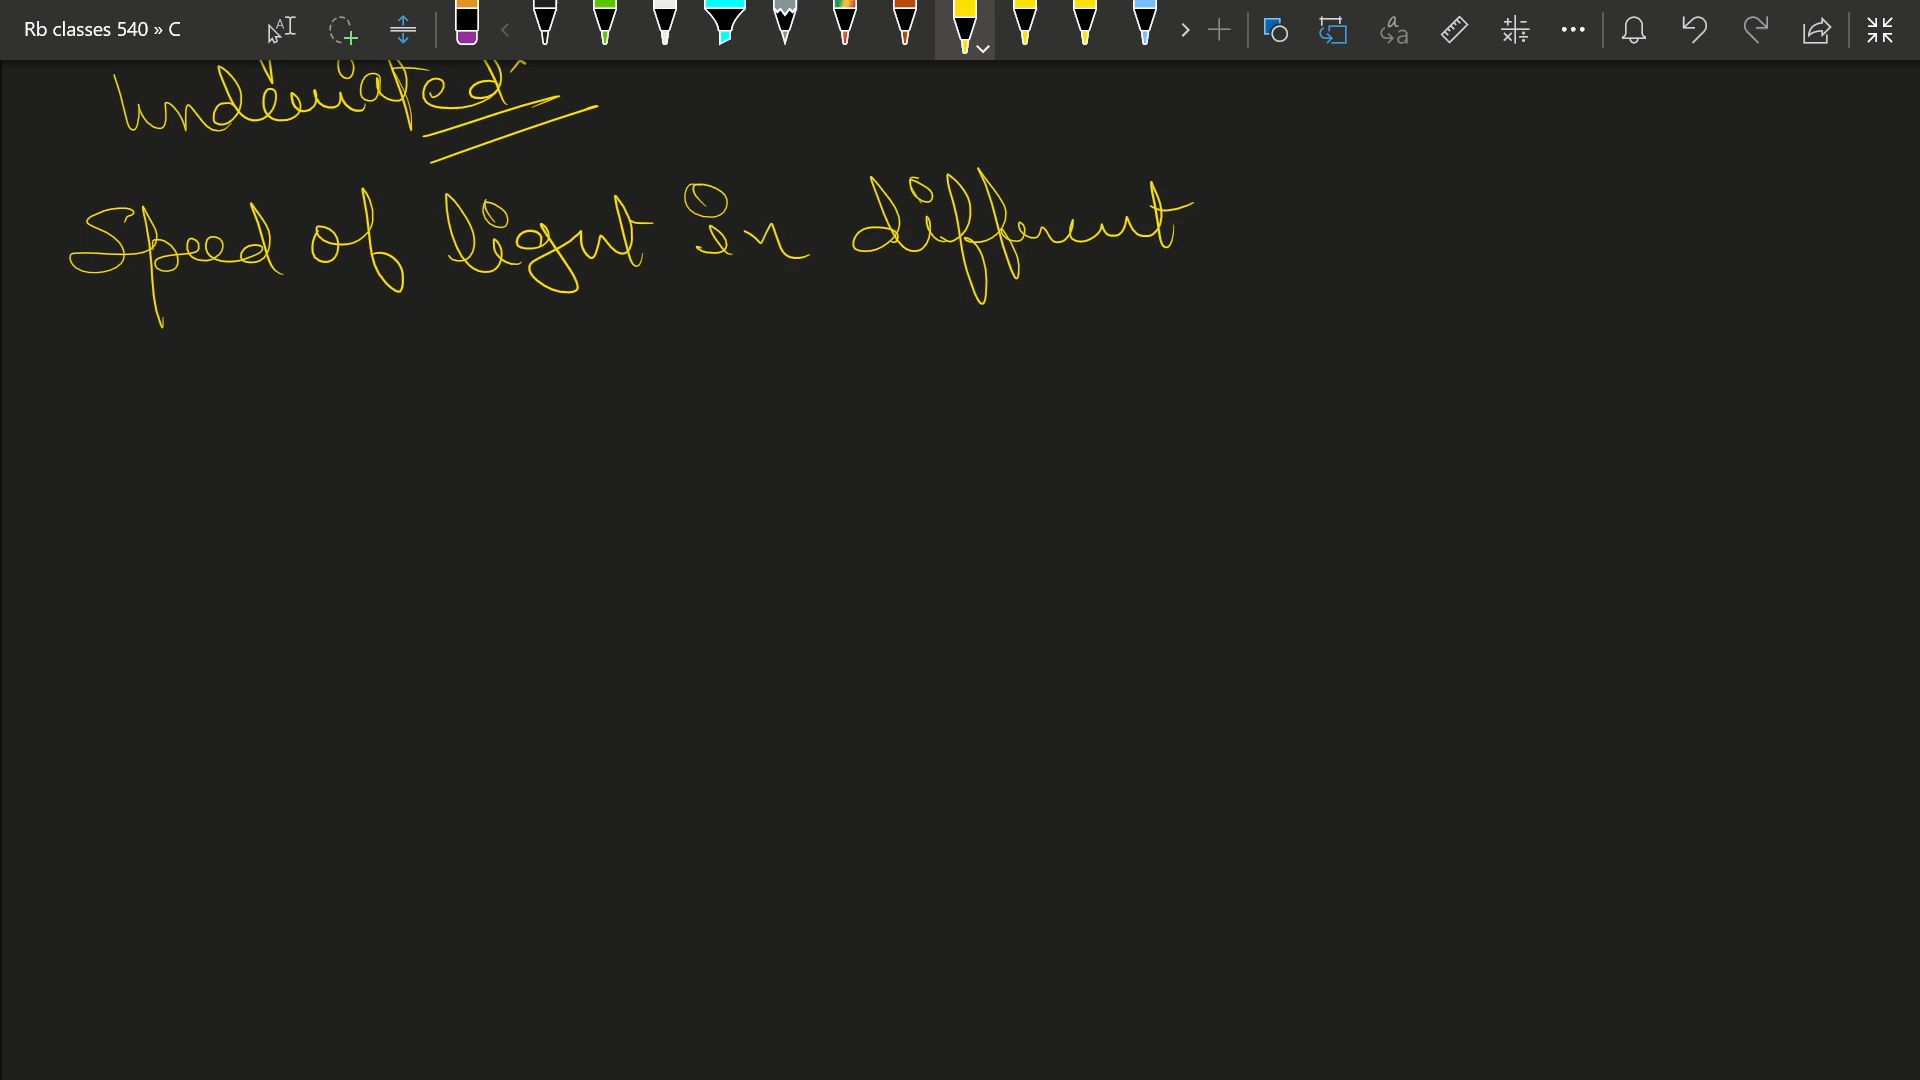 Rb classes 540 » C
undeviated
Speed of light in different